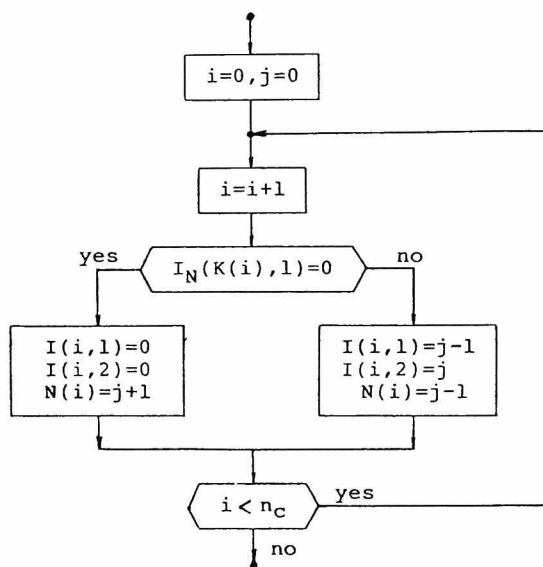 i=0,j=0
i=i+1
yes
I_N(K(i),1)=0
no
I(i,1)=0
I(i,2)=0
N(i)=j+1
I(i,1)=j-1
I(i,2)=j
N(i)=j-1
i < n_c
yes
no